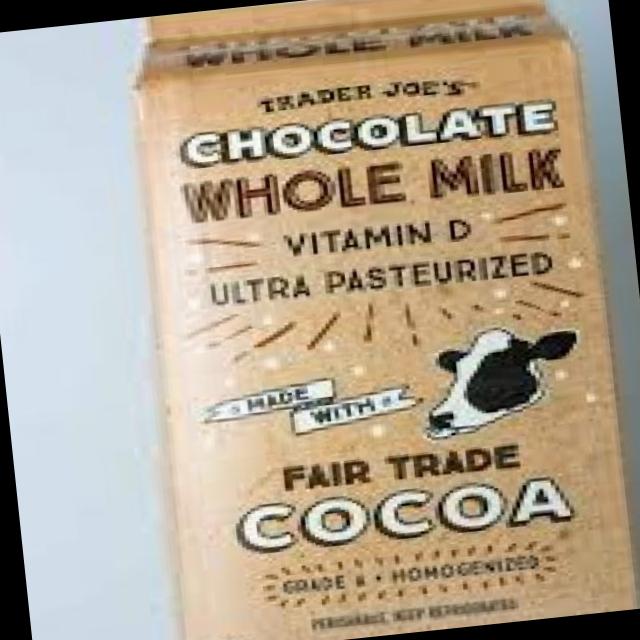 WHOLE MILK
TRADER JOE'S
CHOCOLATE
WHOLE MILK
VITAMIN D
ULTRA PASTEURIZED
MADE
WITH
FAIR TRADE
COCOA
GRADE A • HOMOGENIZED
PERISHABLE. KEEP REFRIGERATED